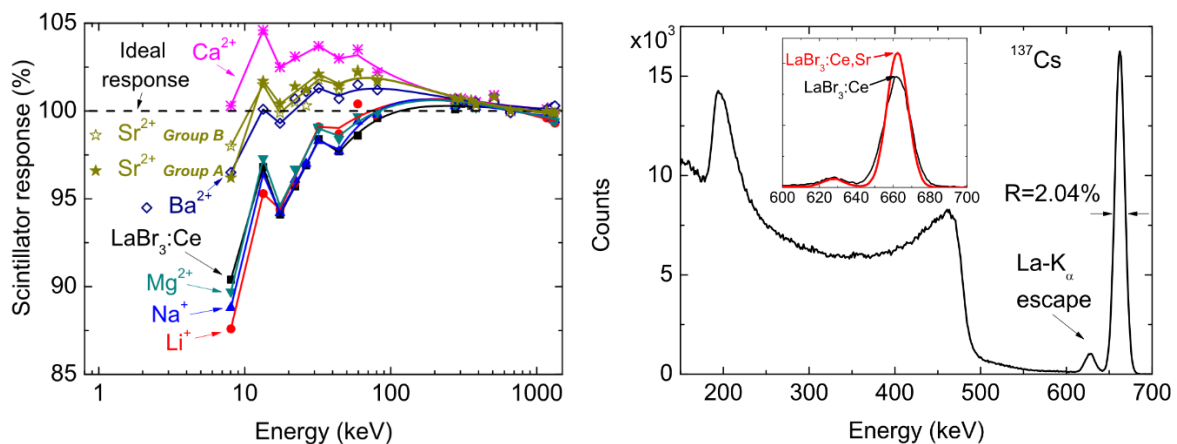 Scintillator response (%)
105
100
95
90
85
Ideal
response
Ca²⁺
Sr²⁺ Group B
Sr²⁺ Group A
Ba²⁺
LaBr₃:Ce
Mg²⁺
Na⁺
Li⁺
1 10 100 1000
Energy (keV)
x10³
Counts
15
10
5
0
¹³⁷Cs
LaBr₃:Ce,Sr
LaBr₃:Ce
600 620 640 660 680 700
R=2.04%
La-Kα
escape
200 300 400 500 600 700
Energy (keV)